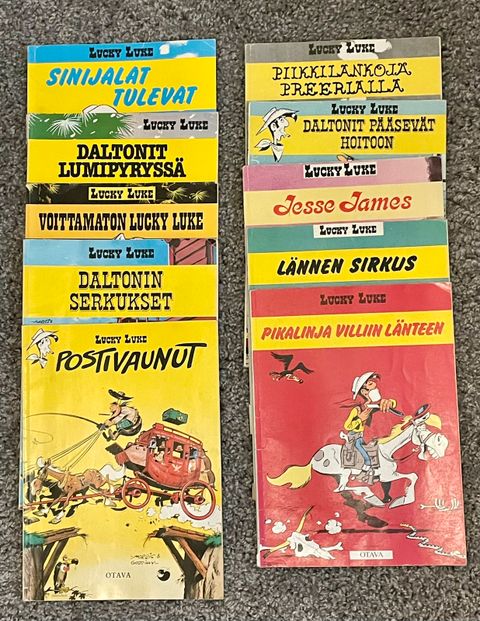 LUCKY LUKE
SINIJALAT
TULEVAT
LUCKY LUKE
DALTONIT
LUMIPYRYSSÄ
LUCKY LUKE
VOITTAMATON LUCKY LUKE
LUCKY LUKE
DALTONIN
SERKUKSET
LUCKY LUKE
POSTIVAUNUT
MORRIS &
GOSCINNY
OTAVA
LUCKY LUKE
PIIKKILANKOJA
PREERIALLA
LUCKY LUKE
DALTONIT PÄÄSEVÄT
HOITOON
LUCKY LUKE
Jesse James
LUCKY LUKE
LÄNNEN SIRKUS
LUCKY LUKE
PIKALINJA VILLIIN LÄNTEEN
OTAVA